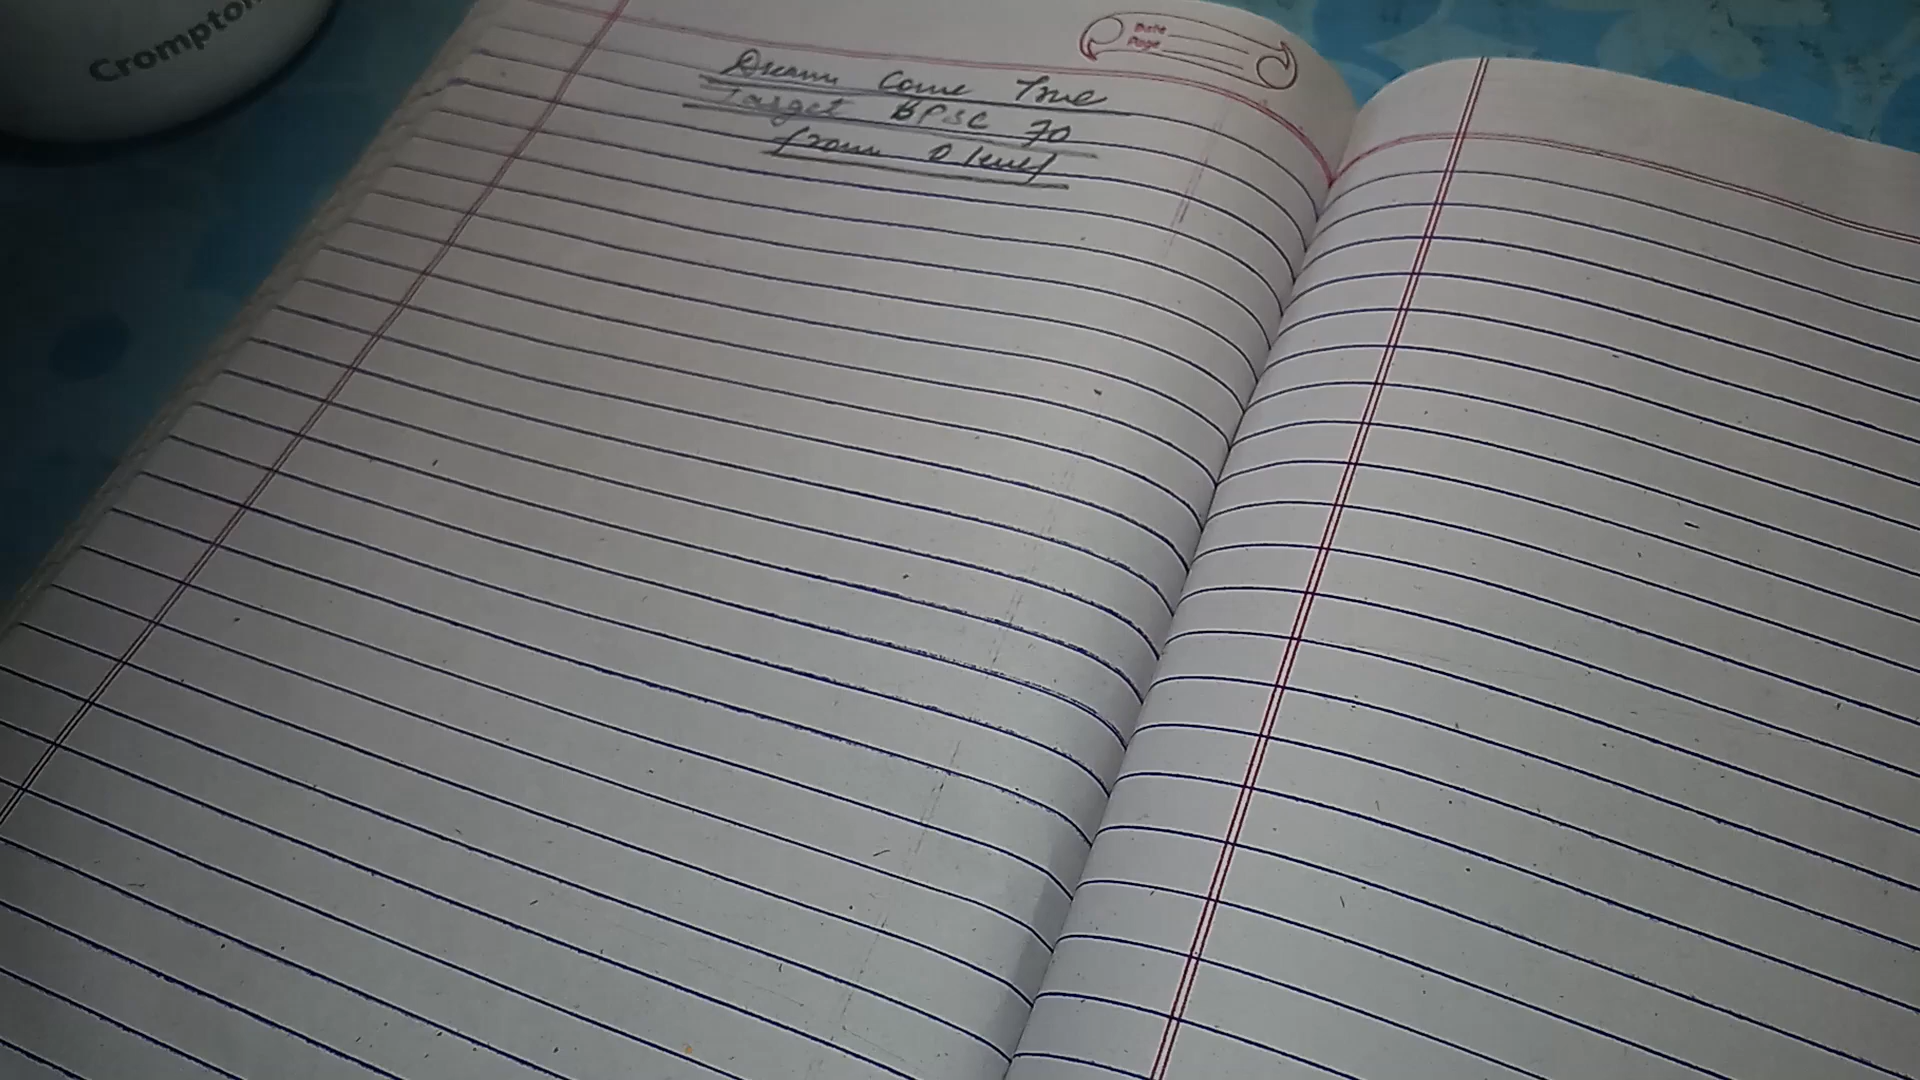 Crompton
Date
Page
Dream Come True
Target BPSC 70
from 0 level